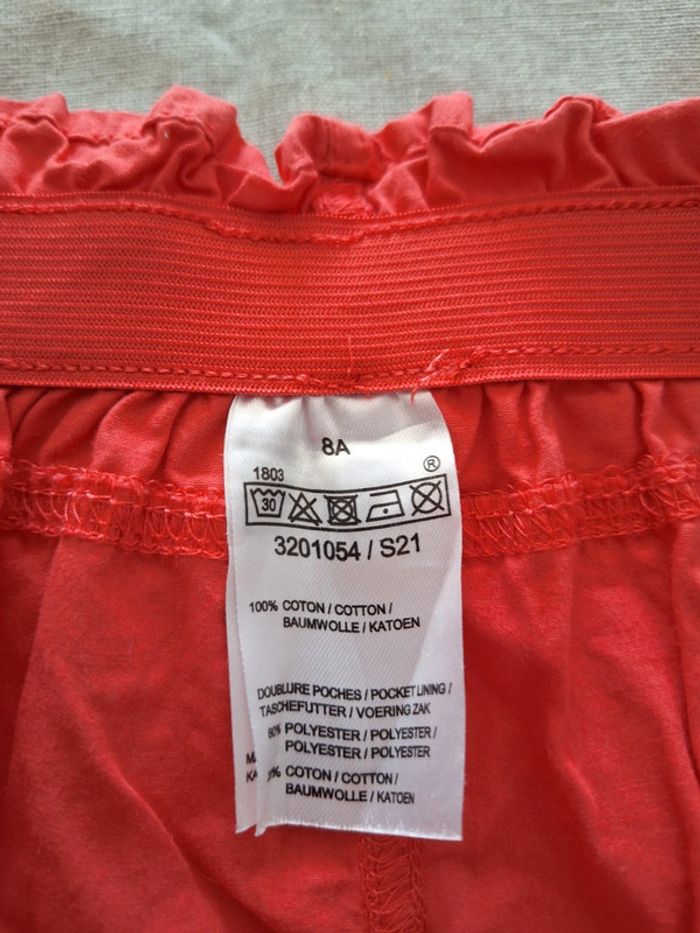 8A
1803 ®
30
3201054 / S21
100% COTON / COTTON /
BAUMWOLLE / KATOEN
DOUBLURE POCHES / POCKET LINING /
TASCHEFUTTER / VOERING ZAK
80% POLYESTER / POLYESTER /
POLYESTER / POLYESTER
COTON / COTTON /
BAUMWOLLE / KATOEN